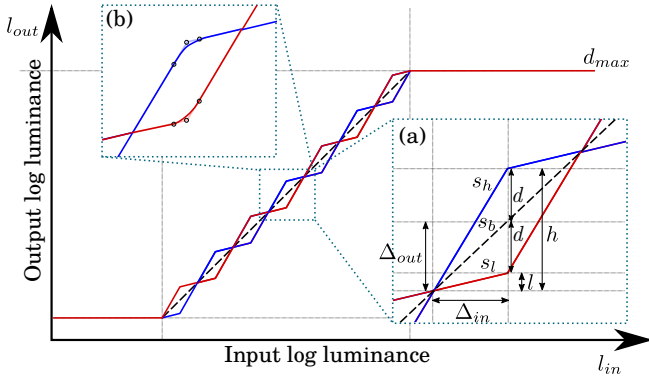 l_out
(b)
d_max
Output log luminance
(a)
s_h
d
s_b
d
h
Δ_out
s_l
l
Δ_in
Input log luminance
l_in